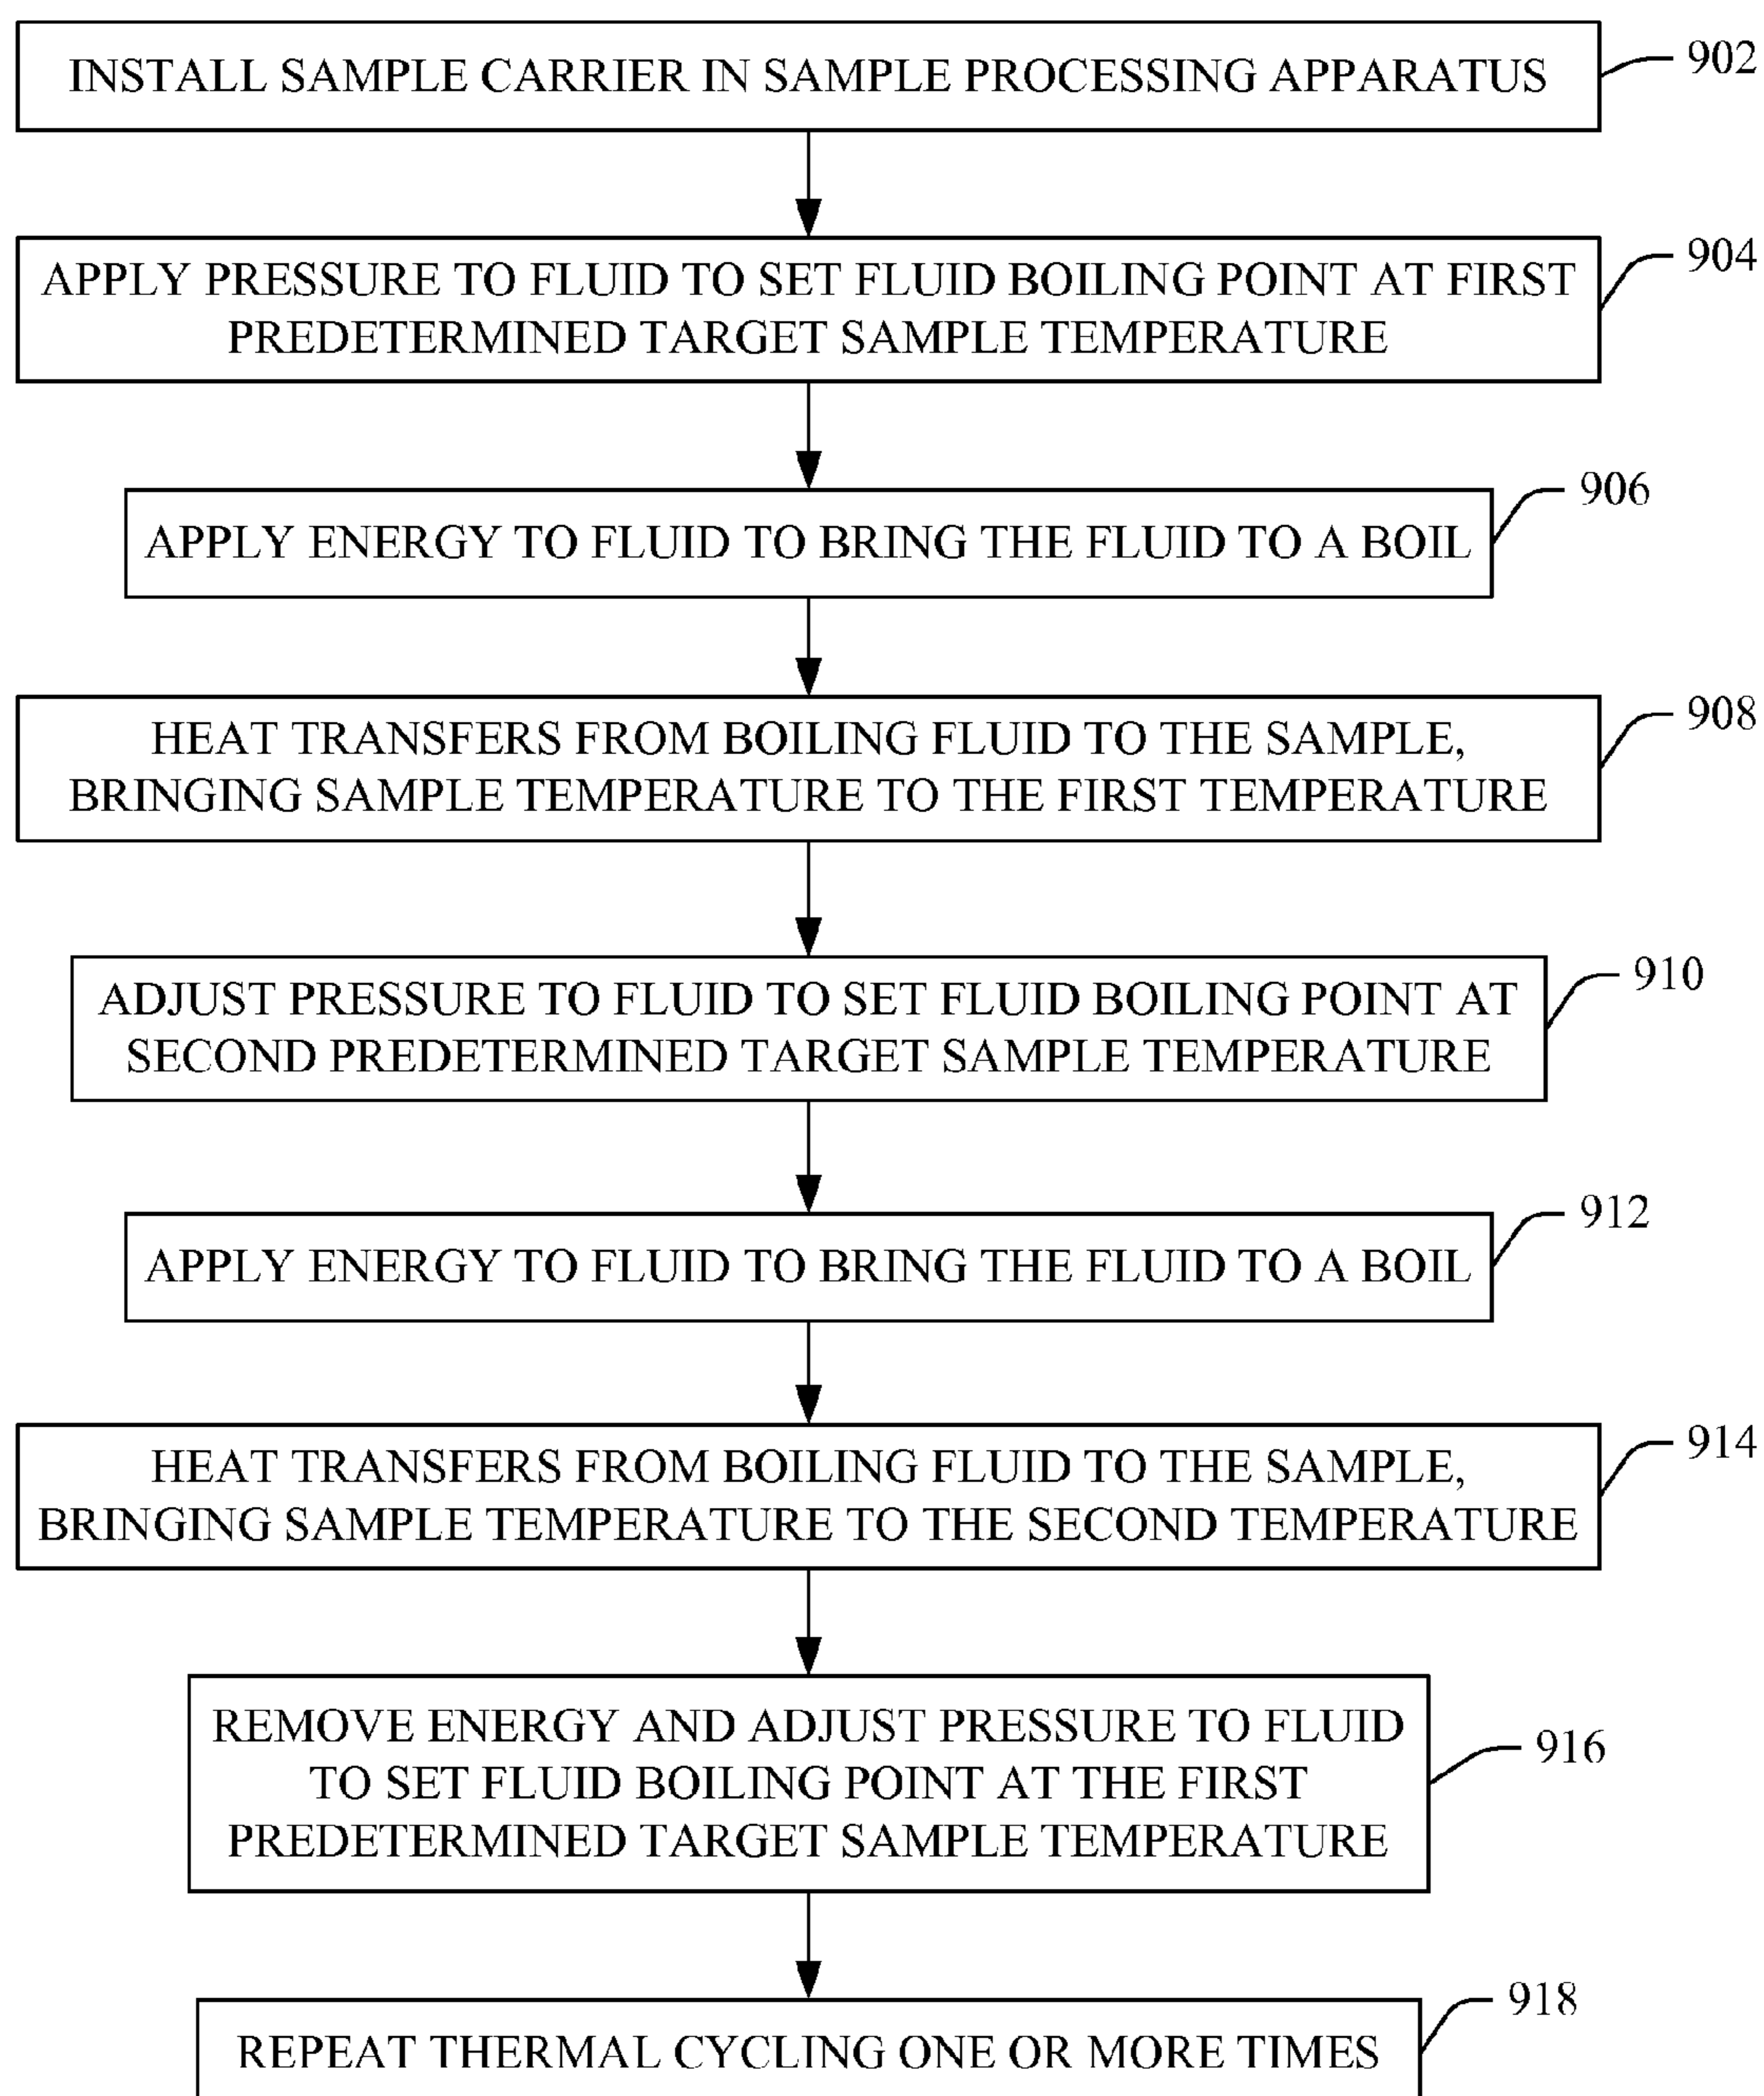 INSTALL SAMPLE CARRIER IN SAMPLE PROCESSING APPARATUS
902
APPLY PRESSURE TO FLUID TO SET FLUID BOILING POINT AT FIRST
PREDETERMINED TARGET SAMPLE TEMPERATURE
904
APPLY ENERGY TO FLUID TO BRING THE FLUID TO A BOIL
906
HEAT TRANSFERS FROM BOILING FLUID TO THE SAMPLE,
BRINGING SAMPLE TEMPERATURE TO THE FIRST TEMPERATURE
908
ADJUST PRESSURE TO FLUID TO SET FLUID BOILING POINT AT
SECOND PREDETERMINED TARGET SAMPLE TEMPERATURE
910
APPLY ENERGY TO FLUID TO BRING THE FLUID TO A BOIL
912
HEAT TRANSFERS FROM BOILING FLUID TO THE SAMPLE,
BRINGING SAMPLE TEMPERATURE TO THE SECOND TEMPERATURE
914
REMOVE ENERGY AND ADJUST PRESSURE TO FLUID
TO SET FLUID BOILING POINT AT THE FIRST
PREDETERMINED TARGET SAMPLE TEMPERATURE
916
REPEAT THERMAL CYCLING ONE OR MORE TIMES
918